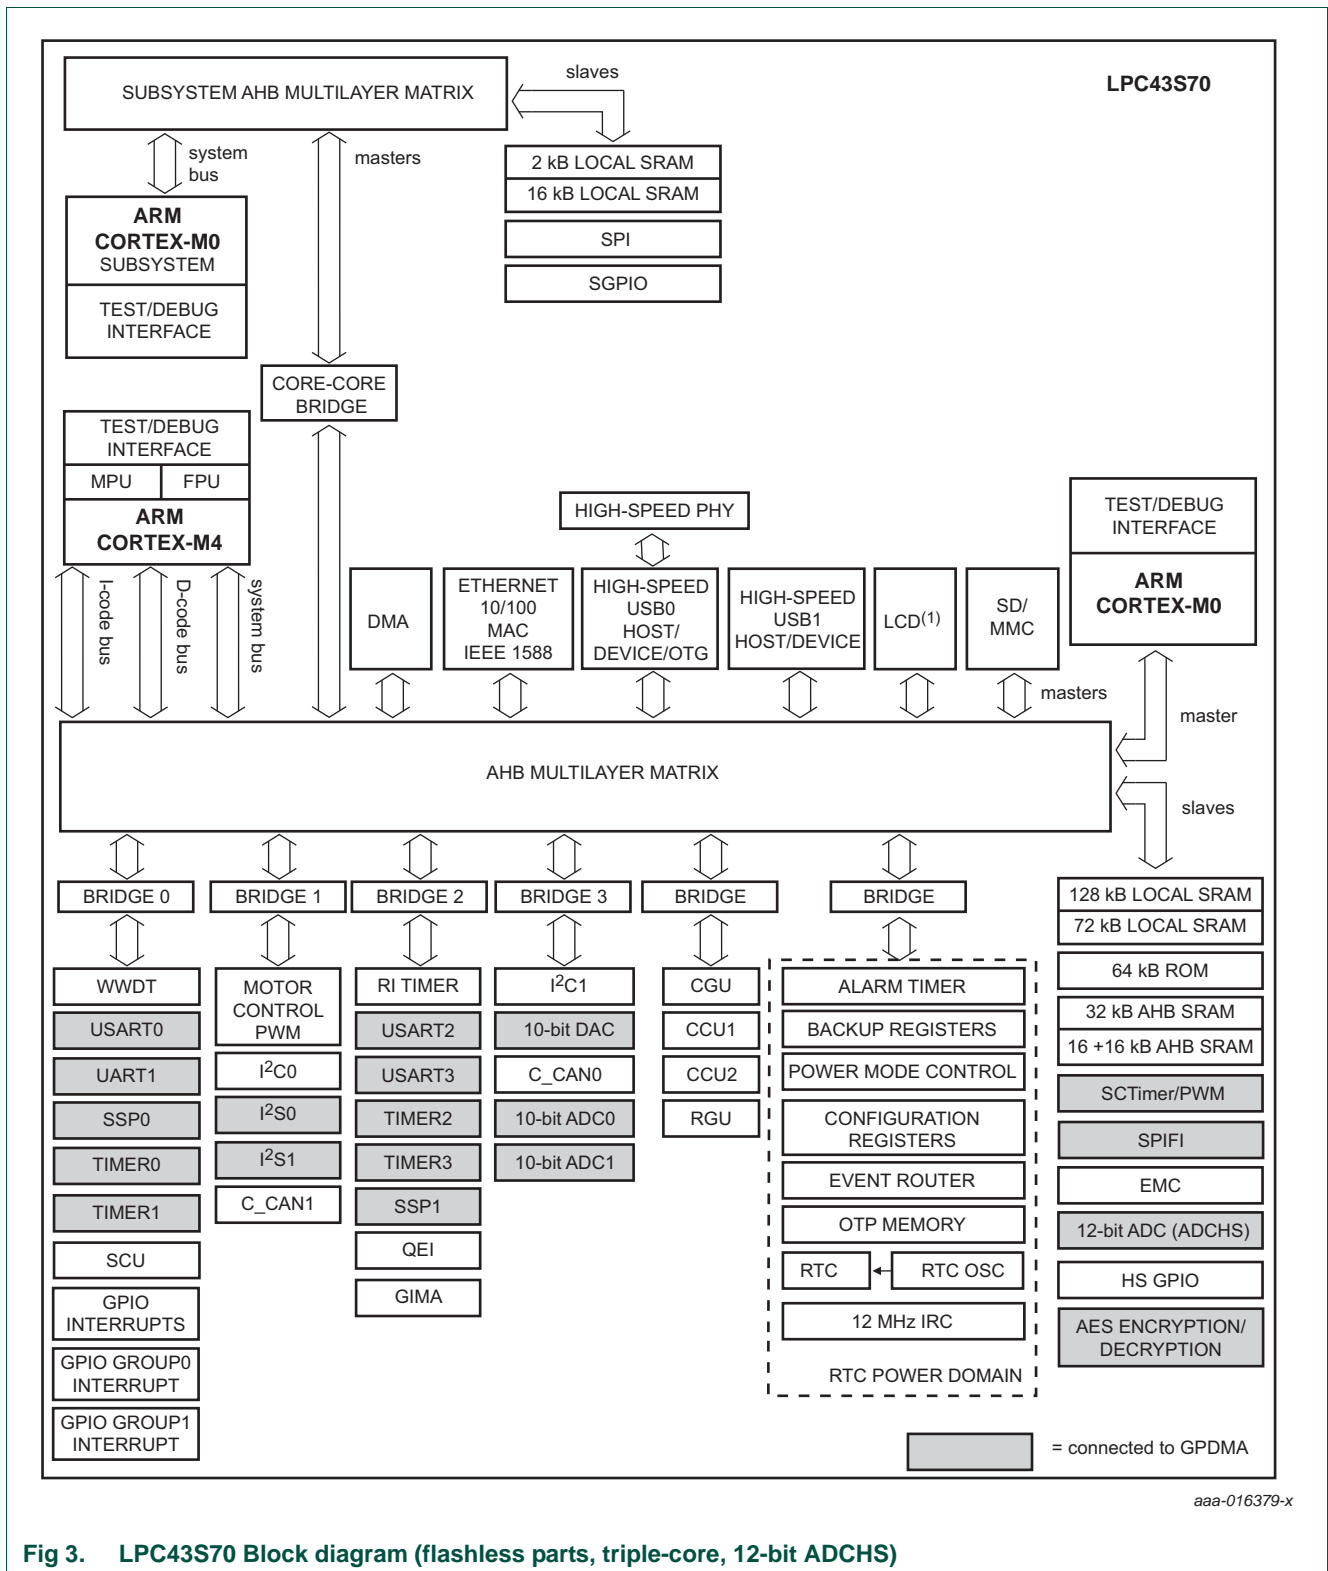 LPC43S70
SUBSYSTEM AHB MULTILAYER MATRIX
slaves
system
bus
masters
2 kB LOCAL SRAM
16 kB LOCAL SRAM
SPI
SGPIO
ARM
CORTEX-M0
SUBSYSTEM
TEST/DEBUG
INTERFACE
CORE-CORE
BRIDGE
TEST/DEBUG
INTERFACE
MPU
FPU
ARM
CORTEX-M4
I-code bus
D-code bus
system bus
HIGH-SPEED PHY
DMA
ETHERNET
10/100
MAC
IEEE 1588
HIGH-SPEED
USB0
HOST/
DEVICE/OTG
HIGH-SPEED
USB1
HOST/DEVICE
LCD(1)
SD/
MMC
TEST/DEBUG
INTERFACE
ARM
CORTEX-M0
masters
master
AHB MULTILAYER MATRIX
slaves
BRIDGE 0
BRIDGE 1
BRIDGE 2
BRIDGE 3
BRIDGE
BRIDGE
WWDT
USART0
UART1
SSP0
TIMER0
TIMER1
SCU
GPIO
INTERRUPTS
GPIO GROUP0
INTERRUPT
GPIO GROUP1
INTERRUPT
MOTOR
CONTROL
PWM
I2C0
I2S0
I2S1
C_CAN1
RI TIMER
USART2
USART3
TIMER2
TIMER3
SSP1
QEI
GIMA
I2C1
10-bit DAC
C_CAN0
10-bit ADC0
10-bit ADC1
CGU
CCU1
CCU2
RGU
ALARM TIMER
BACKUP REGISTERS
POWER MODE CONTROL
CONFIGURATION
REGISTERS
EVENT ROUTER
OTP MEMORY
RTC
RTC OSC
12 MHz IRC
RTC POWER DOMAIN
128 kB LOCAL SRAM
72 kB LOCAL SRAM
64 kB ROM
32 kB AHB SRAM
16 +16 kB AHB SRAM
SCTimer/PWM
SPIFI
EMC
12-bit ADC (ADCHS)
HS GPIO
AES ENCRYPTION/
DECRYPTION
= connected to GPDMA
aaa-016379-x
Fig 3. LPC43S70 Block diagram (flashless parts, triple-core, 12-bit ADCHS)